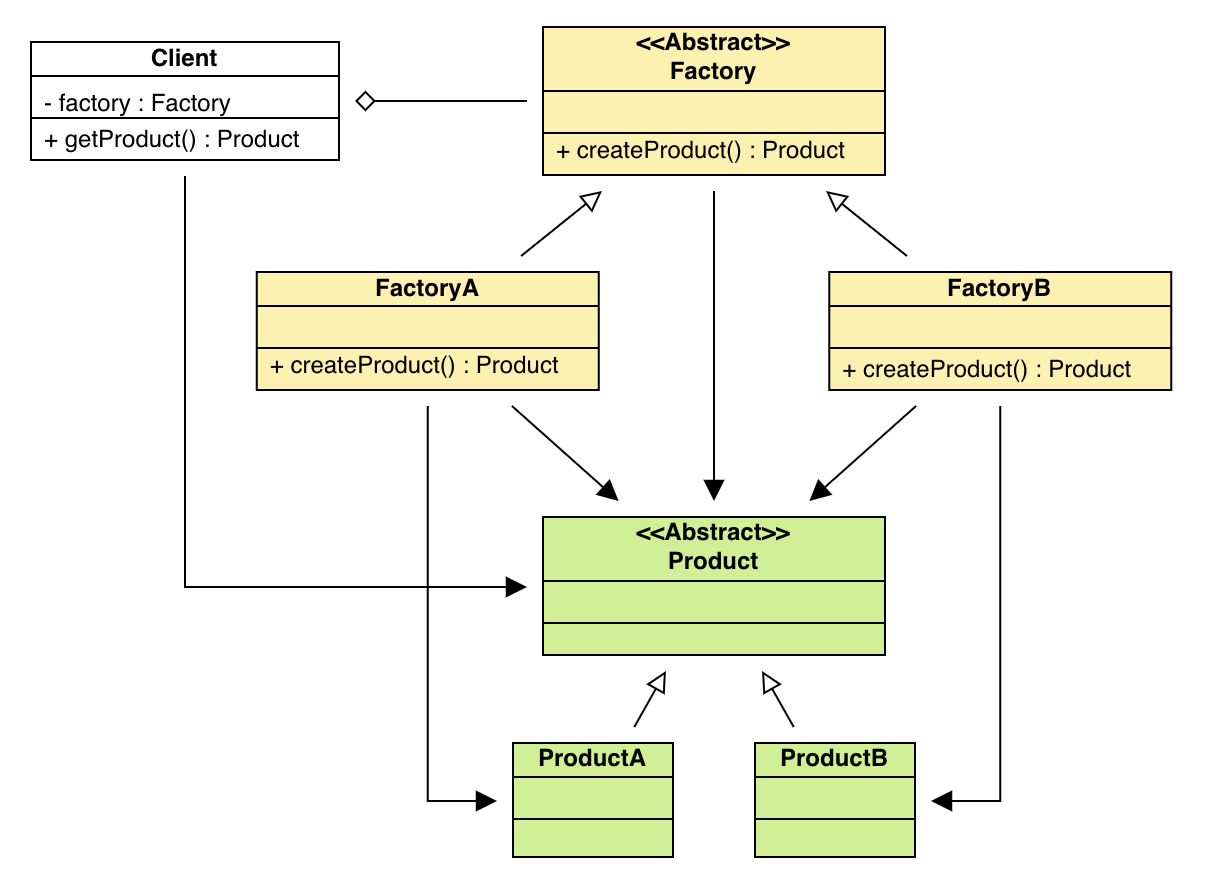 Client
- factory : Factory
+ getProduct() : Product
<<Abstract>>
Factory
+ createProduct() : Product
FactoryA
+ createProduct() : Product
FactoryB
+ createProduct() : Product
<<Abstract>>
Product
ProductA
ProductB